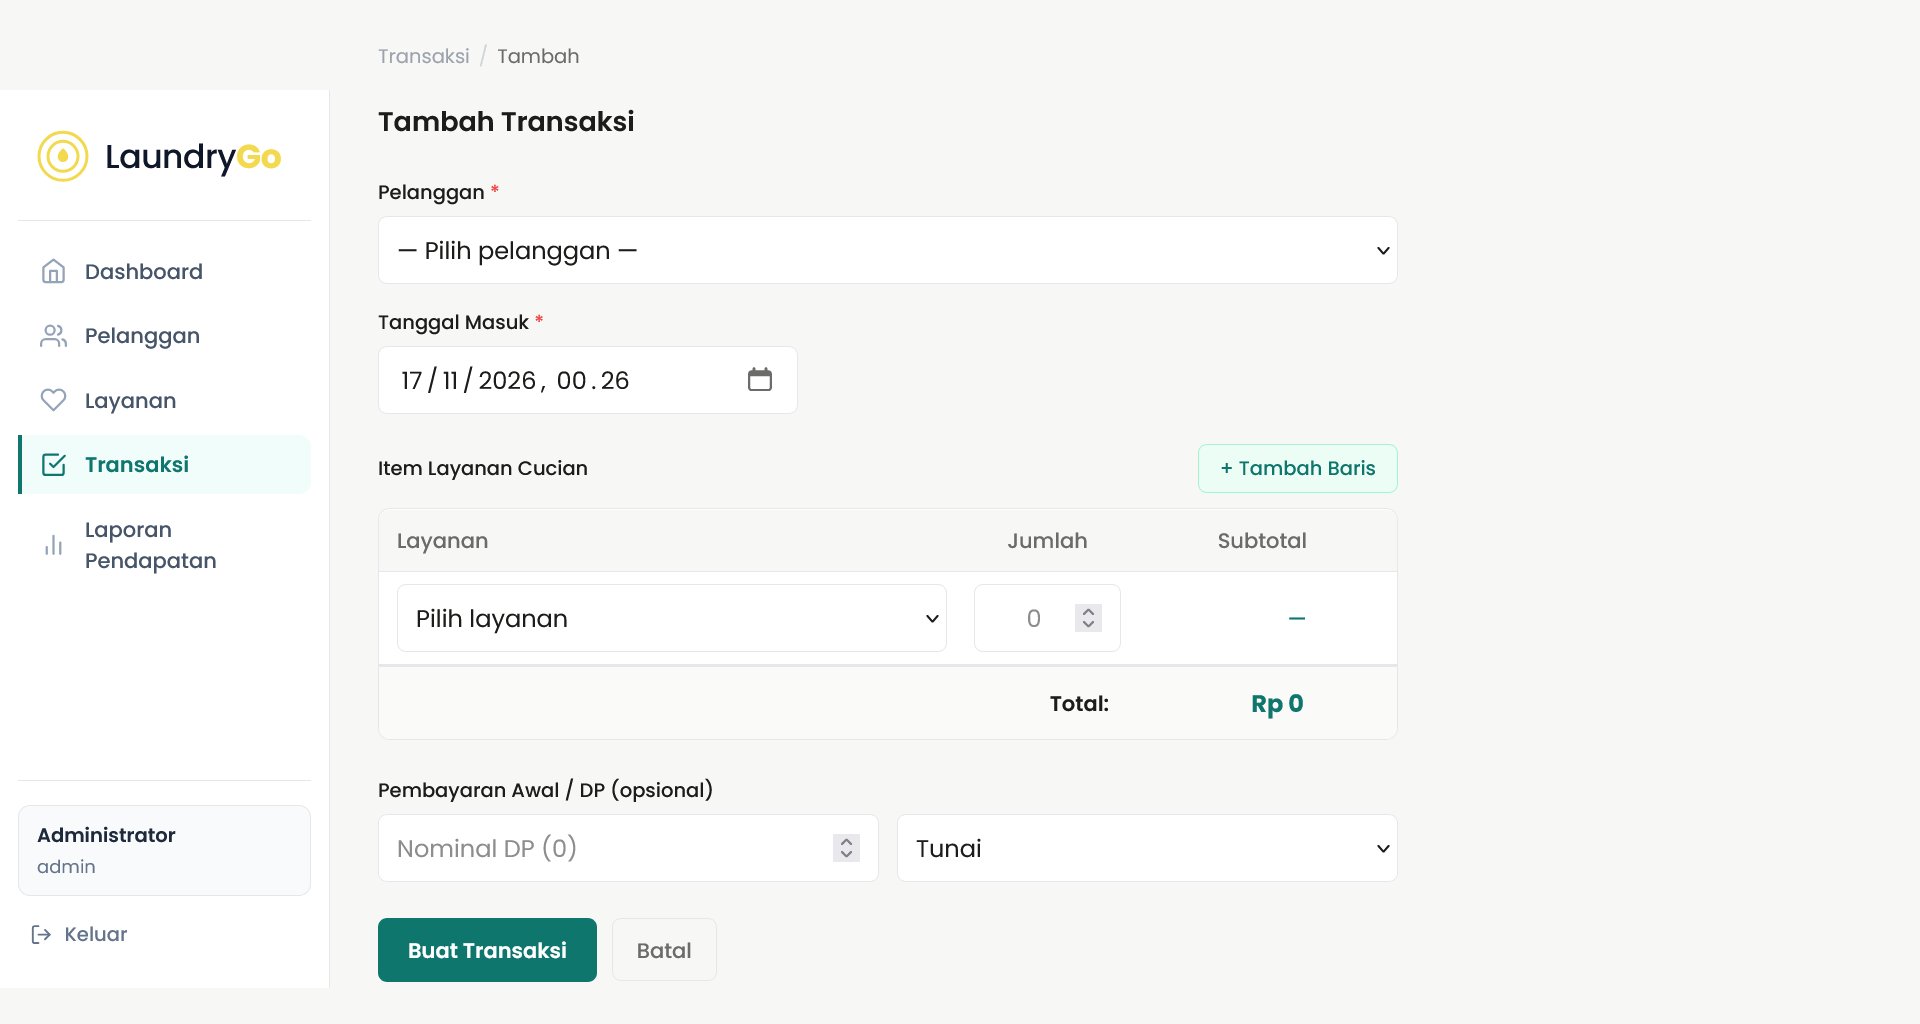 Transaksi / Tambah
LaundryGo
Dashboard
Pelanggan
Layanan
Transaksi
Laporan
Pendapatan
Administrator
admin
Keluar
Tambah Transaksi
Pelanggan *
— Pilih pelanggan —
Tanggal Masuk *
17/11/2026, 00.26
Item Layanan Cucian
+ Tambah Baris
Layanan Jumlah Subtotal
Pilih layanan 0 —
Total: Rp 0
Pembayaran Awal / DP (opsional)
Nominal DP (0) Tunai
Buat Transaksi Batal